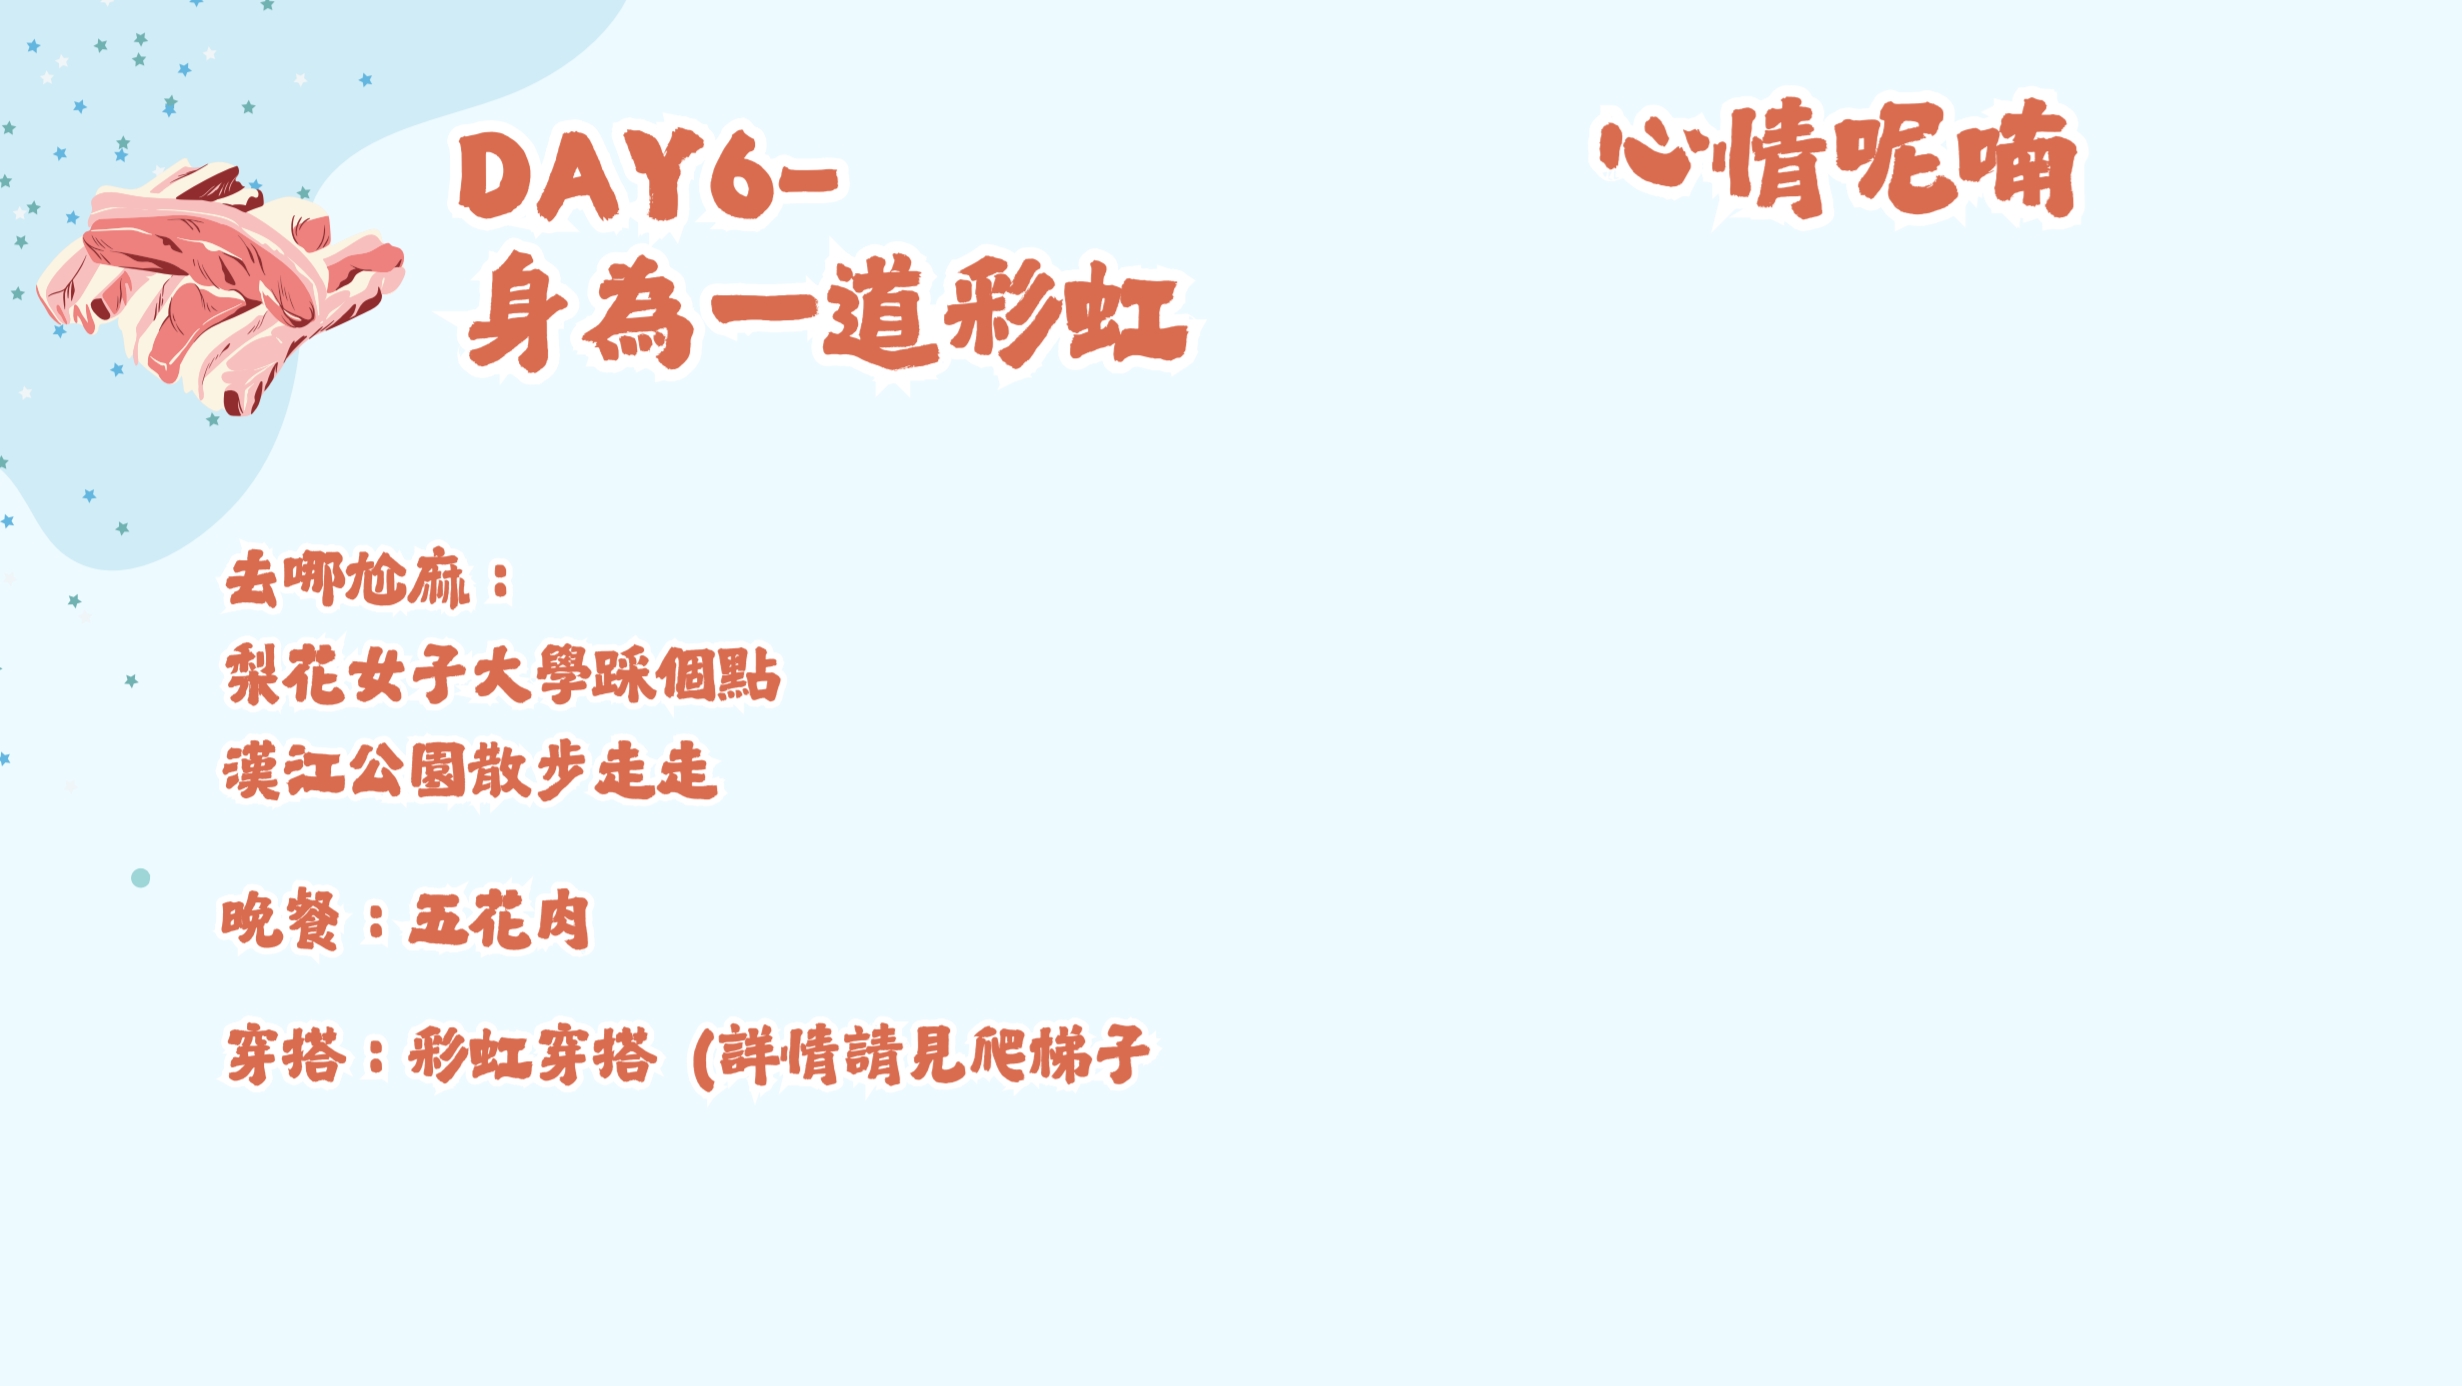 DAY6-
身為一道彩虹
去哪尬麻：
梨花女子大學踩個點
漢江公園散步走走
晚餐：五花肉
穿搭：彩虹穿搭（詳情請見爬梯子
心情呢喃